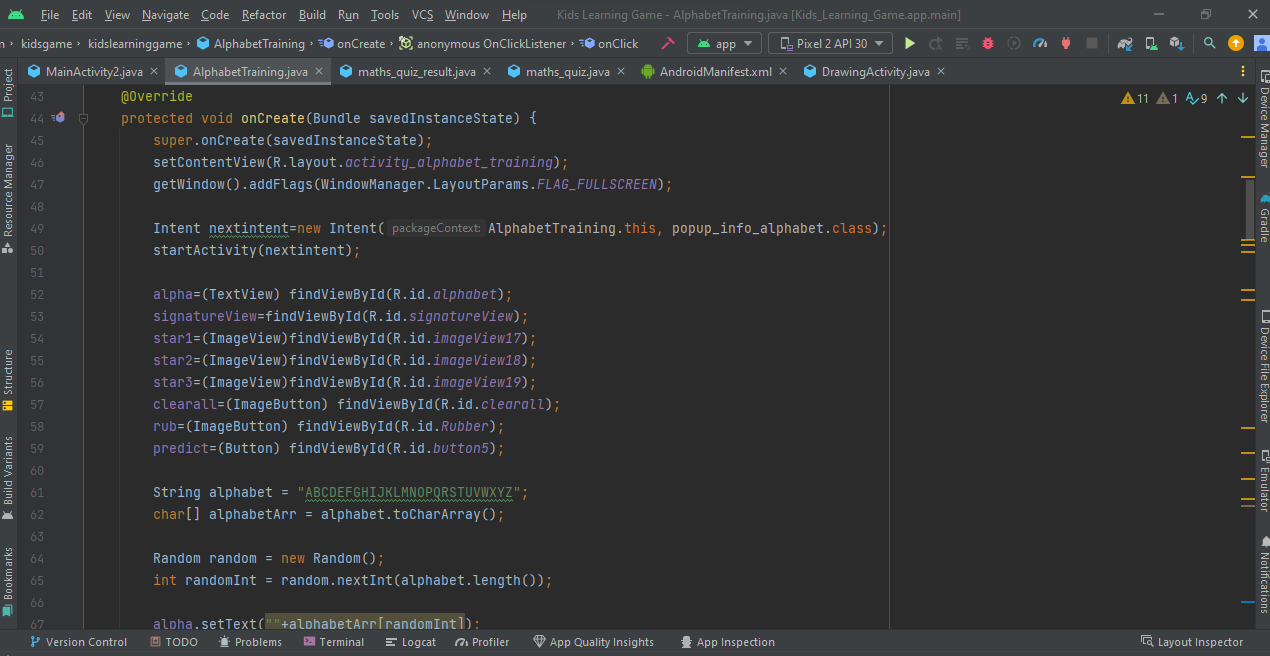 File Edit View Navigate Code Refactor Build Run Tools VCS Window Help Kids Learning Game - AlphabetTraining.java [Kids_Learning_Game.app.main]
kidsgame kidslearninggame AlphabetTraining onCreate anonymous OnClickListener onClick app Pixel 2 API 30
MainActivity2.java AlphabetTraining.java maths_quiz_result.java maths_quiz.java AndroidManifest.xml DrawingActivity.java
Project
Resource Manager
Structure
Build Variants
Bookmarks
11 1 9
43 @Override
44 protected void onCreate(Bundle savedInstanceState) {
45 super.onCreate(savedInstanceState);
46 setContentView(R.layout.activity_alphabet_training);
47 getWindow().addFlags(WindowManager.LayoutParams.FLAG_FULLSCREEN);
48
49 Intent nextintent=new Intent( packageContext: AlphabetTraining.this, popup_info_alphabet.class);
50 startActivity(nextintent);
51
52 alpha=(TextView) findViewById(R.id.alphabet);
53 signatureView=findViewById(R.id.signatureView);
54 star1=(ImageView)findViewById(R.id.imageView17);
55 star2=(ImageView)findViewById(R.id.imageView18);
56 star3=(ImageView)findViewById(R.id.imageView19);
57 clearall=(ImageButton) findViewById(R.id.clearall);
58 rub=(ImageButton) findViewById(R.id.Rubber);
59 predict=(Button) findViewById(R.id.button5);
60
61 String alphabet = "ABCDEFGHIJKLMNOPQRSTUVWXYZ";
62 char[] alphabetArr = alphabet.toCharArray();
63
64 Random random = new Random();
65 int randomInt = random.nextInt(alphabet.length());
66
67 alpha.setText(""+alphabetArr[randomInt]);
Device Manager
Gradle
Device File Explorer
Emulator
Notifications
Version Control TODO Problems Terminal Logcat Profiler App Quality Insights App Inspection Layout Inspector